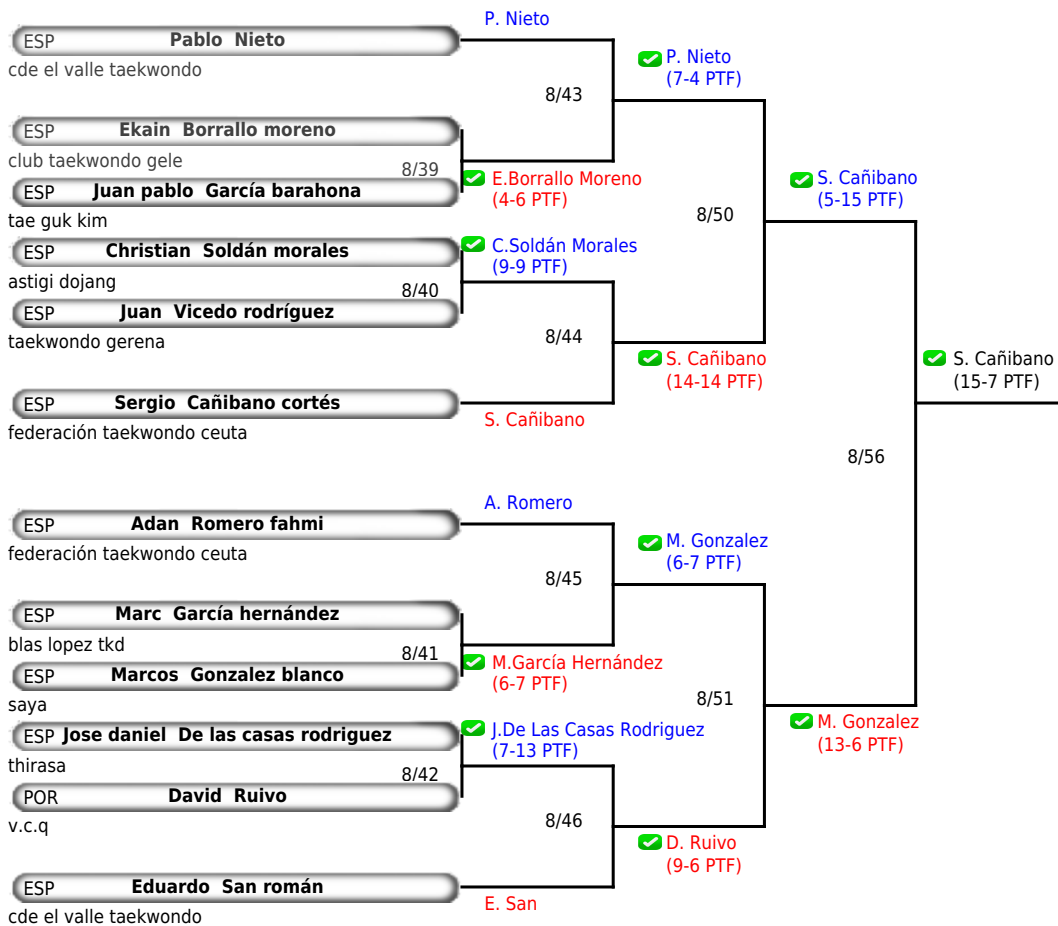 P. Nieto
ESP Pablo Nieto
cde el valle taekwondo
P. Nieto
(7-4 PTF)
8/43
ESP Ekain Borrallo moreno
club taekwondo gele
8/39
ESP Juan pablo García barahona
tae guk kim
E.Borrallo Moreno
(4-6 PTF)
S. Cañibano
(5-15 PTF)
8/50
ESP Christian Soldán morales
astigi dojang
C.Soldán Morales
(9-9 PTF)
8/40
ESP Juan Vicedo rodríguez
taekwondo gerena
8/44
S. Cañibano
(14-14 PTF)
S. Cañibano
(15-7 PTF)
ESP Sergio Cañibano cortés
federación taekwondo ceuta
S. Cañibano
8/56
A. Romero
ESP Adan Romero fahmi
federación taekwondo ceuta
M. Gonzalez
(6-7 PTF)
8/45
ESP Marc García hernández
blas lopez tkd
8/41
ESP Marcos Gonzalez blanco
saya
M.García Hernández
(6-7 PTF)
8/51
M. Gonzalez
(13-6 PTF)
ESP Jose daniel De las casas rodriguez
thirasa
J.De Las Casas Rodriguez
(7-13 PTF)
8/42
POR David Ruivo
v.c.q
8/46
D. Ruivo
(9-6 PTF)
ESP Eduardo San román
cde el valle taekwondo
E. San